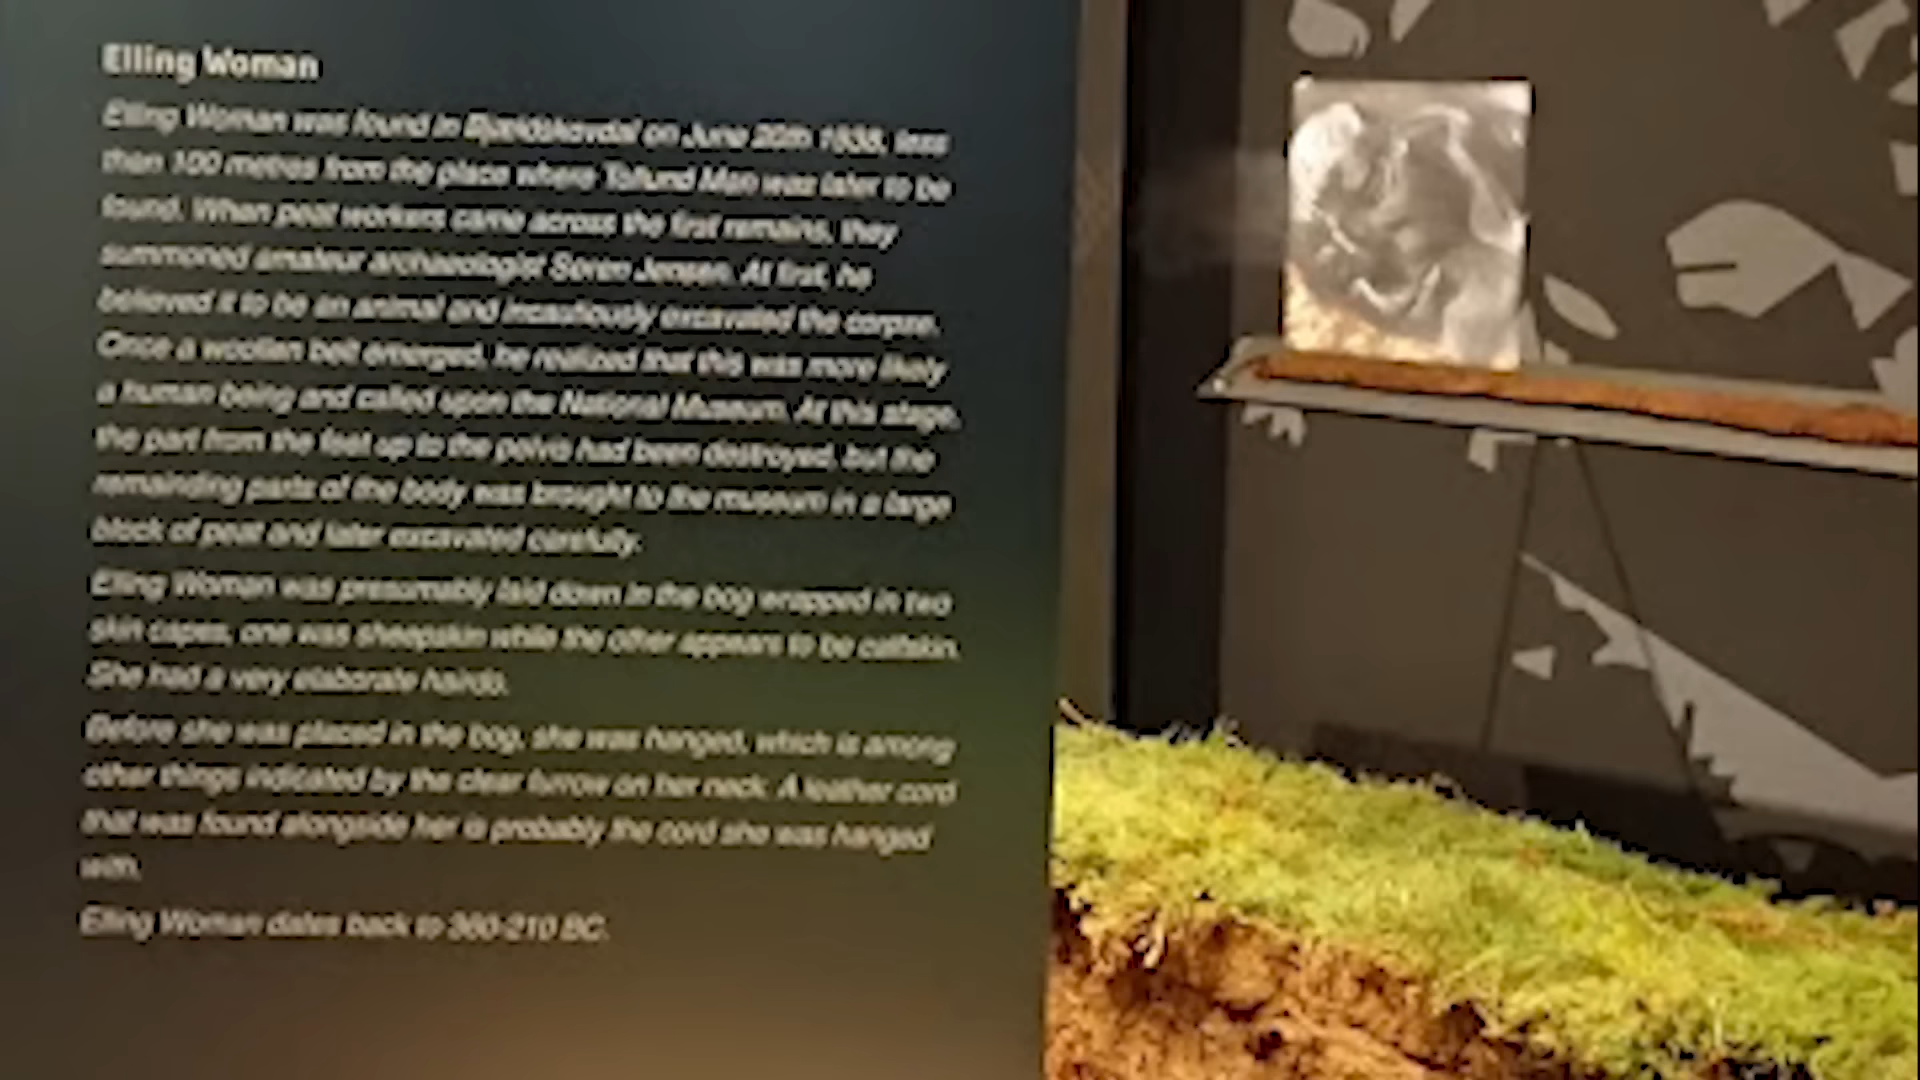 Elling Woman
Elling Woman was found in Bjældskovdal on June 20th 1938, less
than 100 metres from the place where Tollund Man was later to be
found. When peat workers came across the first remains, they
summoned amateur archaeologist Søren Jensen. At first, he
believed it to be an animal and incautiously excavated the corpse.
Once a woollen belt emerged, he realized that this was more likely
a human being and called upon the National Museum. At this stage,
the part from the feet up to the pelvis had been destroyed, but the
remainding parts of the body was brought to the museum in a large
block of peat and later excavated carefully.
Elling Woman was presumably laid down in the bog wrapped in two
skin capes, one was sheepskin while the other appears to be calfskin.
She had a very elaborate hairdo.
Before she was placed in the bog, she was hanged, which is among
other things indicated by the clear furrow on her neck. A leather cord
that was found alongside her is probably the cord she was hanged
with.
Elling Woman dates back to 360-210 BC.